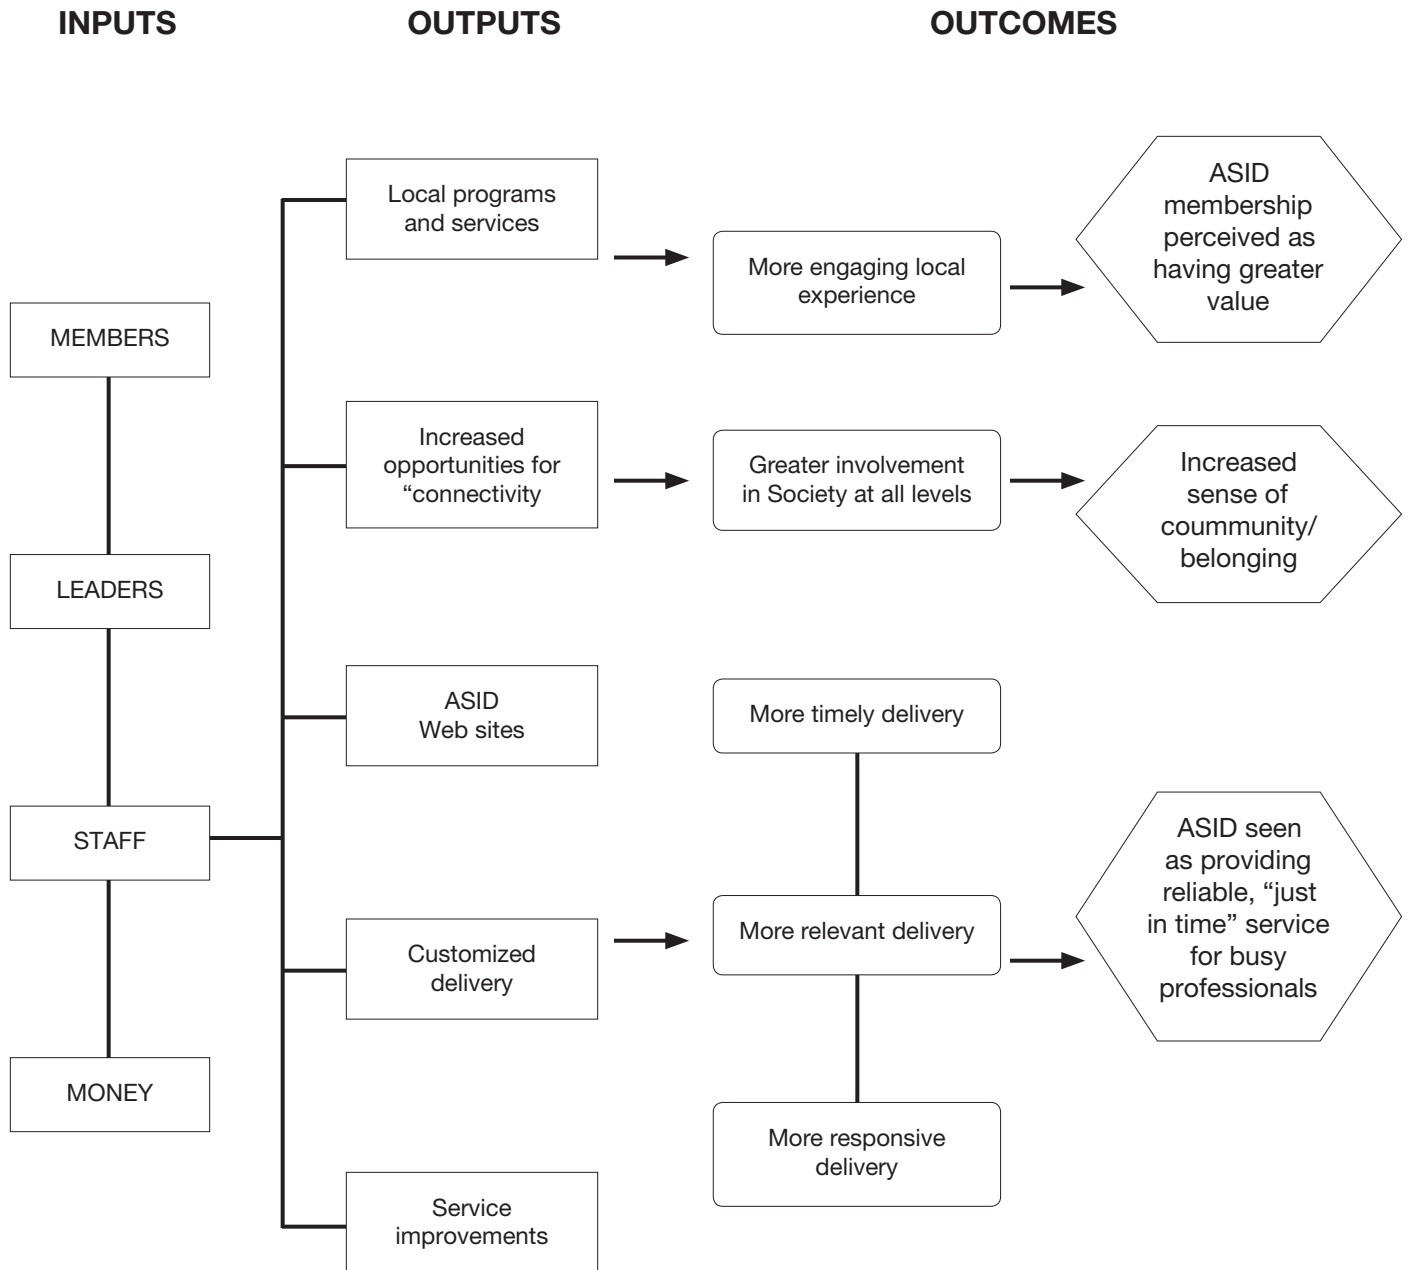 INPUTS
OUTPUTS
OUTCOMES
MEMBERS
LEADERS
STAFF
MONEY
Local programs
and services
Increased
opportunities for
“connectivity
ASID
Web sites
Customized
delivery
Service
improvements
More engaging local
experience
Greater involvement
in Society at all levels
More timely delivery
More relevant delivery
More responsive
delivery
ASID
membership
perceived as
having greater
value
Increased
sense of
coummunity/
belonging
ASID seen
as providing
reliable, “just
in time” service
for busy
professionals